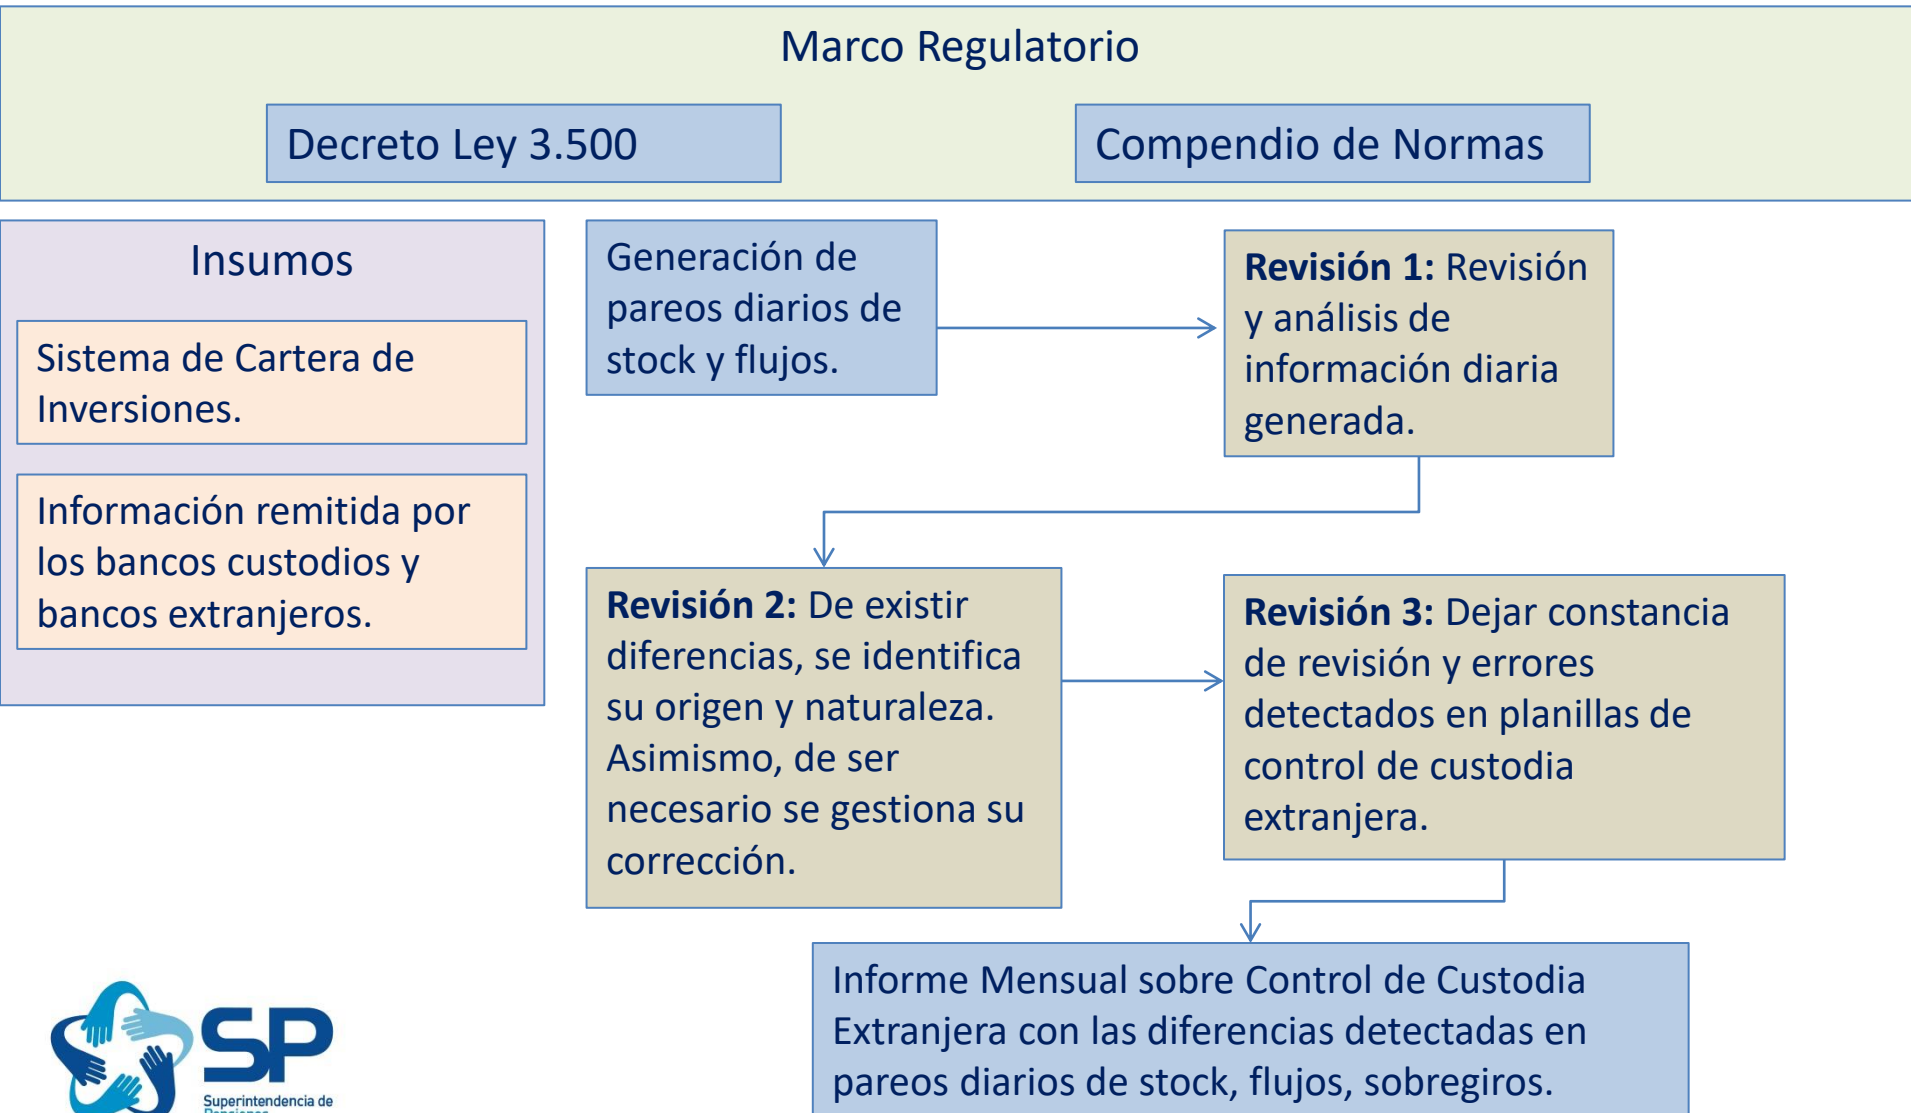 Marco Regulatorio
Decreto Ley 3.500
Compendio de Normas
Insumos
Sistema de Cartera de
Inversiones.
Información remitida por
los bancos custodios y
bancos extranjeros.
Generación de
pareos diarios de
stock y flujos.
Revisión 1: Revisión
y análisis de
información diaria
generada.
Revisión 2: De existir
diferencias, se identifica
su origen y naturaleza.
Asimismo, de ser
necesario se gestiona su
corrección.
Revisión 3: Dejar constancia
de revisión y errores
detectados en planillas de
control de custodia
extranjera.
Informe Mensual sobre Control de Custodia
Extranjera con las diferencias detectadas en
pareos diarios de stock, flujos, sobregiros.
SP
Superintendencia de
Pensiones